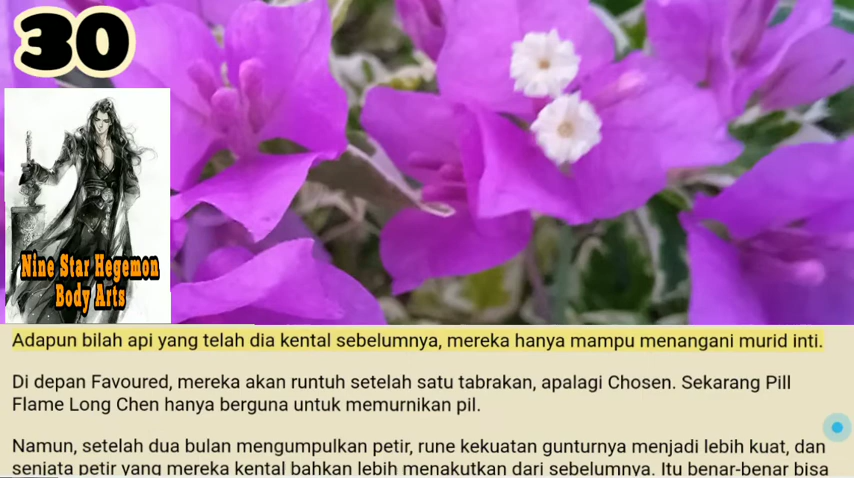 30
Nine Star Hegemon
Body Arts
Adapun bilah api yang telah dia kental sebelumnya, mereka hanya mampu menangani murid inti.
Di depan Favoured, mereka akan runtuh setelah satu tabrakan, apalagi Chosen. Sekarang Pill
Flame Long Chen hanya berguna untuk memurnikan pil.
Namun, setelah dua bulan mengumpulkan petir, rune kekuatan gunturnya menjadi lebih kuat, dan
senjata petir yang mereka kental bahkan lebih menakutkan dari sebelumnya. Itu benar-benar bisa